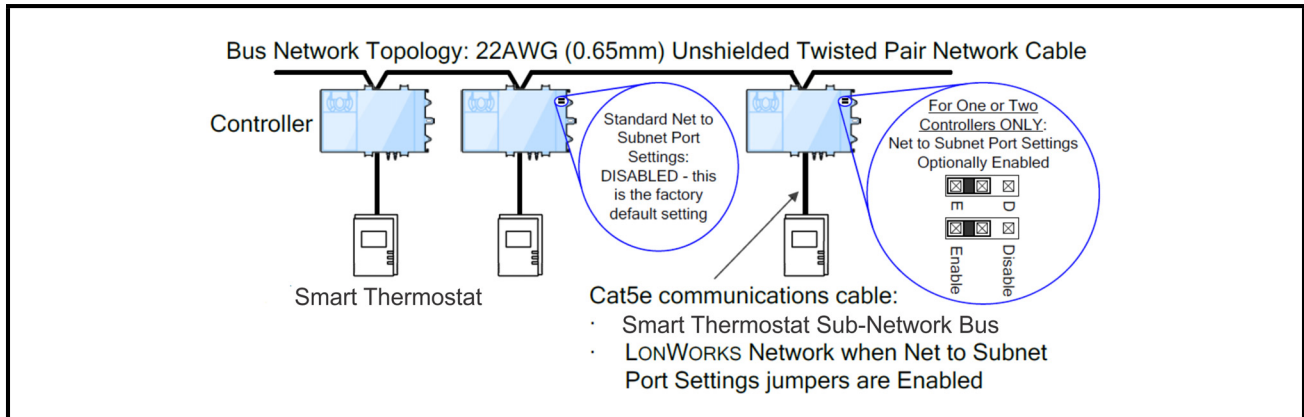 Bus Network Topology: 22AWG (0.65mm) Unshielded Twisted Pair Network Cable
Controller
Standard Net to
Subnet Port
Settings:
DISABLED - this
is the factory
default setting
For One or Two
Controllers ONLY:
Net to Subnet Port Settings
Optionally Enabled
E D
Enable Disable
Smart Thermostat
Cat5e communications cable:
· Smart Thermostat Sub-Network Bus
· LONWORKS Network when Net to Subnet
Port Settings jumpers are Enabled